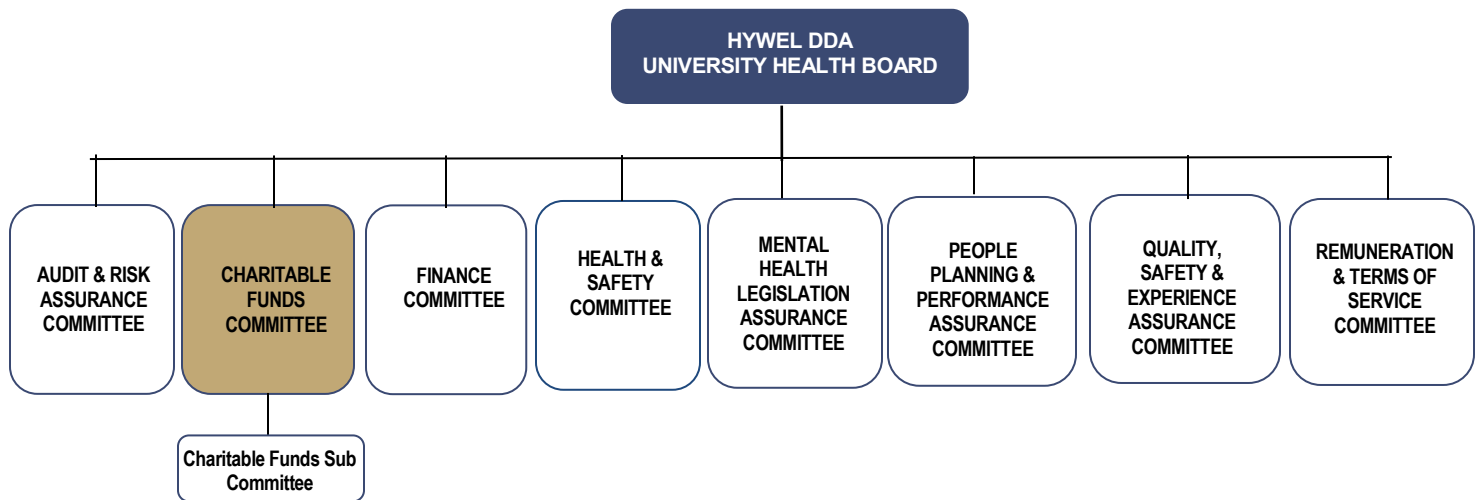 HYWEL DDA
UNIVERSITY HEALTH BOARD
AUDIT & RISK
ASSURANCE
COMMITTEE
CHARITABLE
FUNDS
COMMITTEE
FINANCE
COMMITTEE
HEALTH &
SAFETY
COMMITTEE
MENTAL
HEALTH
LEGISLATION
ASSURANCE
COMMITTEE
PEOPLE
PLANNING &
PERFORMANCE
ASSURANCE
COMMITTEE
QUALITY,
SAFETY &
EXPERIENCE
ASSURANCE
COMMITTEE
REMUNERATION
& TERMS OF
SERVICE
COMMITTEE
Charitable Funds Sub
Committee